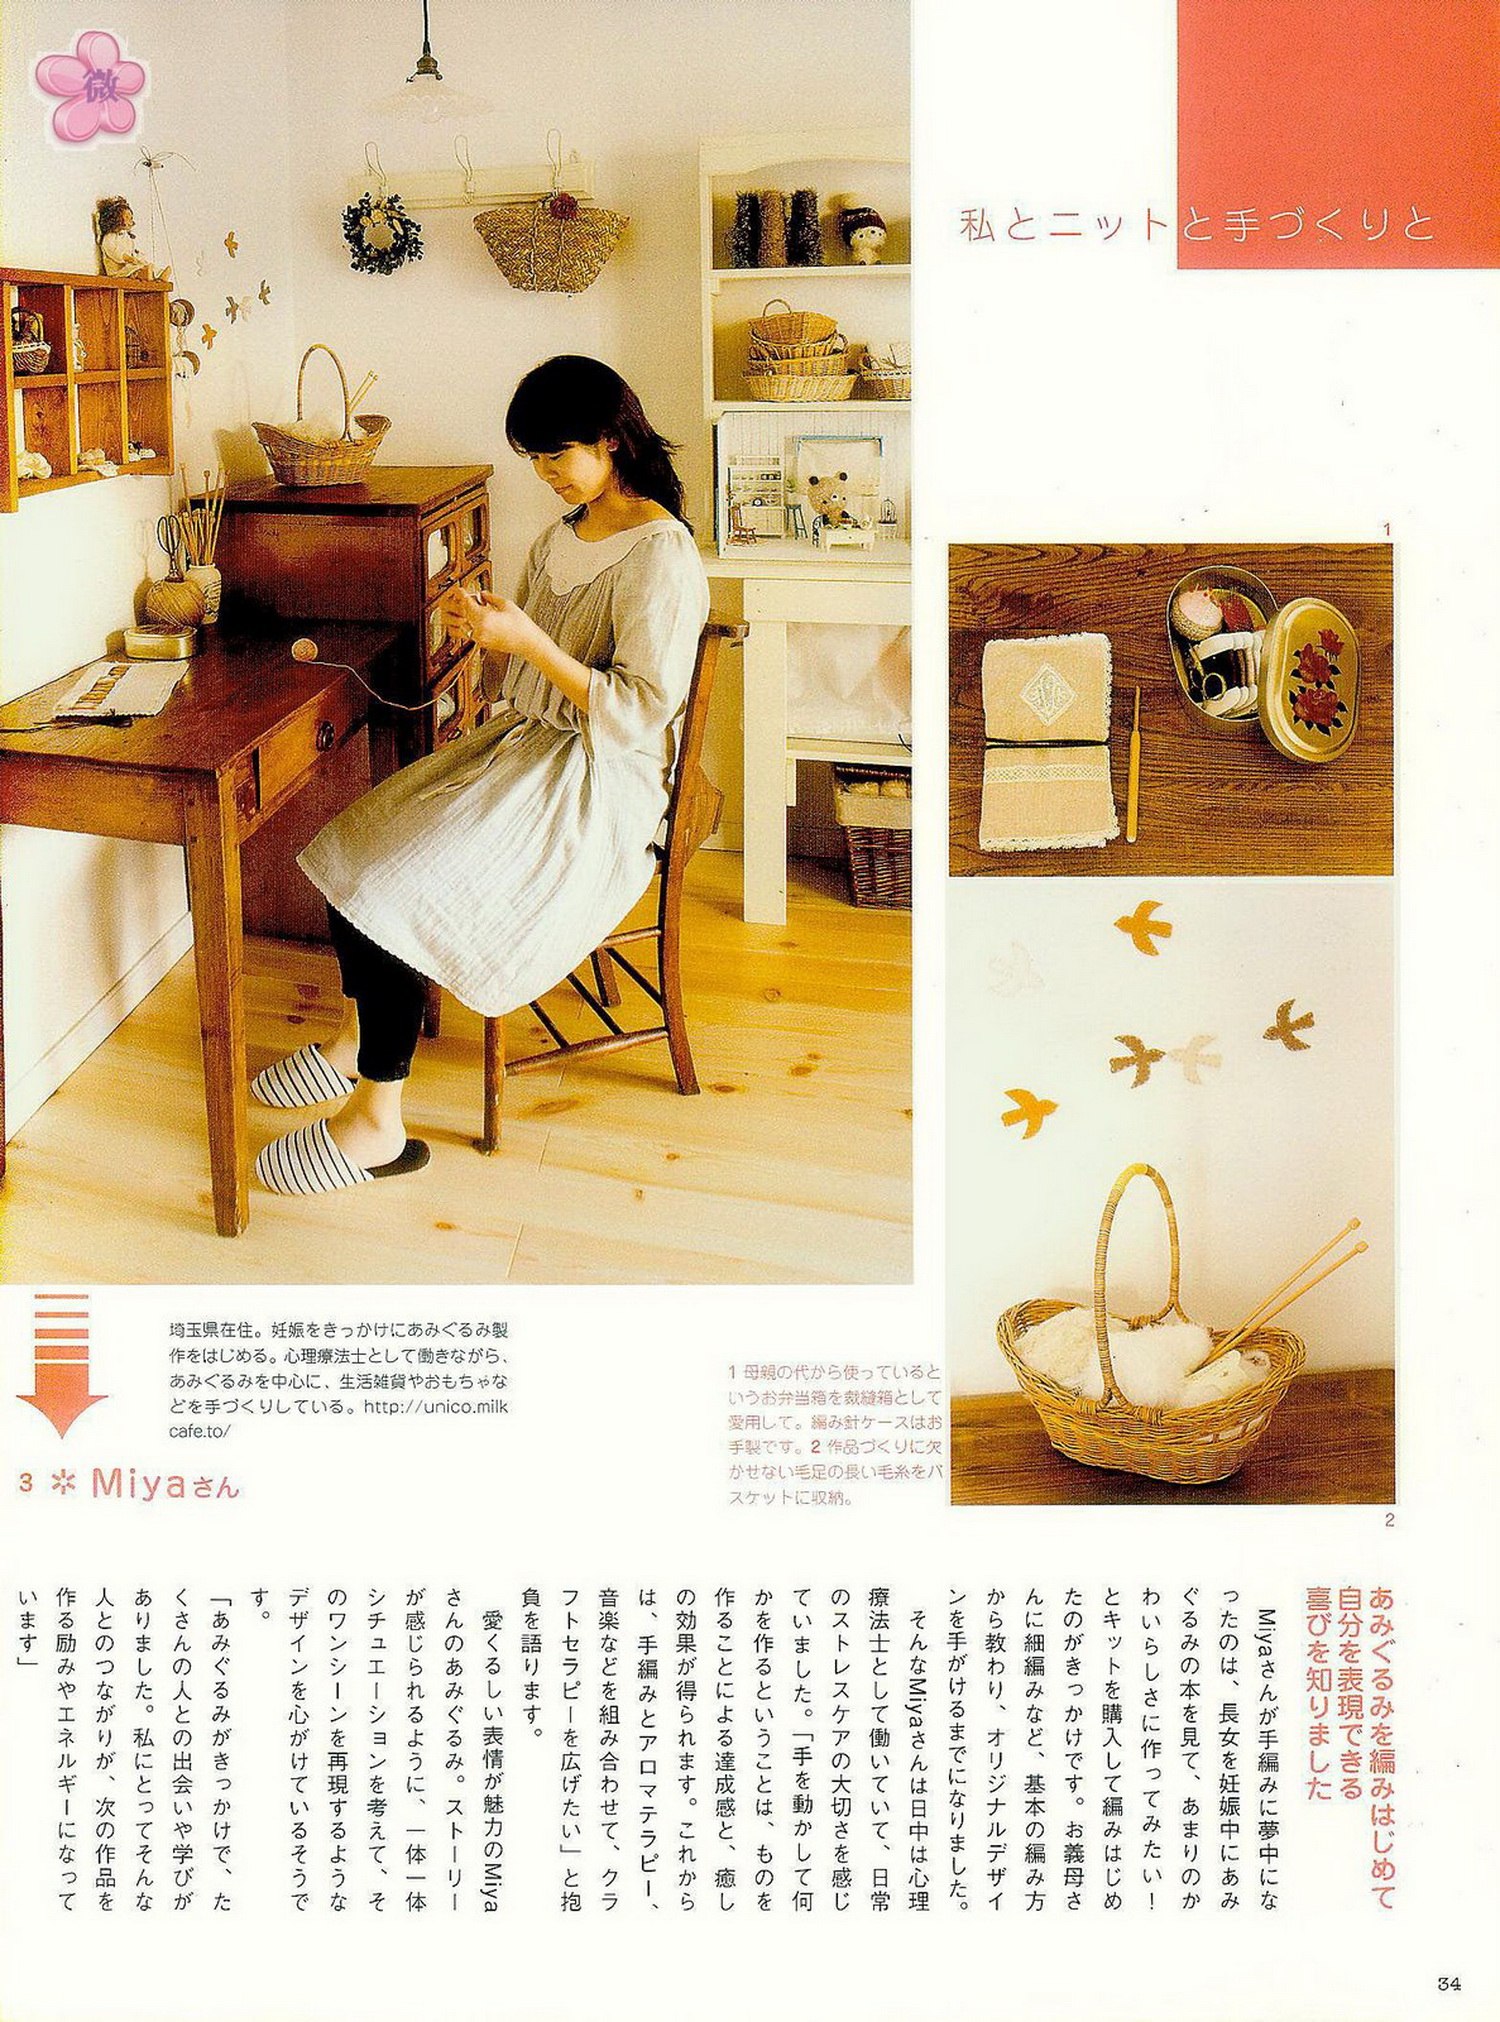 微
私とニットと手づくりと
1
2
埼玉県在住。妊娠をきっかけにあみぐるみ製
作をはじめる。心理療法士として働きながら、
あみぐるみを中心に、生活雑貨やおもちゃな
どを手づくりしている。http://unico.milk
cafe.to/
3 ✻ Miyaさん
1 母親の代から使っていると
いうお弁当箱を裁縫箱として
愛用して。編み針ケースはお
手製です。2 作品づくりに欠
かせない毛足の長い毛糸をバ
スケットに収納。
あみぐるみを編みはじめて
自分を表現できる
喜びを知りました
Miyaさんが手編みに夢中にな
ったのは、長女を妊娠中にあみ
ぐるみの本を見て、あまりのか
わいらしさに作ってみたい！
とキットを購入して編みはじめ
たのがきっかけです。お義母さ
んに細編みなど、基本の編み方
から教わり、オリジナルデザイ
ンを手がけるまでになりました。
そんなMiyaさんは日中は心理
療法士として働いていて、日常
のストレスケアの大切さを感じ
ていました。「手を動かして何
かを作るということは、ものを
作ることによる達成感と、癒し
の効果が得られます。これから
は、手編みとアロマテラピー、
音楽などを組み合わせて、クラ
フトセラピーを広げたい」と抱
負を語ります。
愛くるしい表情が魅力のMiya
さんのあみぐるみ。ストーリー
が感じられるように、一体一体
シチュエーションを考えて、そ
のワンシーンを再現するような
デザインを心がけているそうで
す。
「あみぐるみがきっかけで、た
くさんの人との出会いや学びが
ありました。私にとってそんな
人とのつながりが、次の作品を
作る励みやエネルギーになって
います」
34